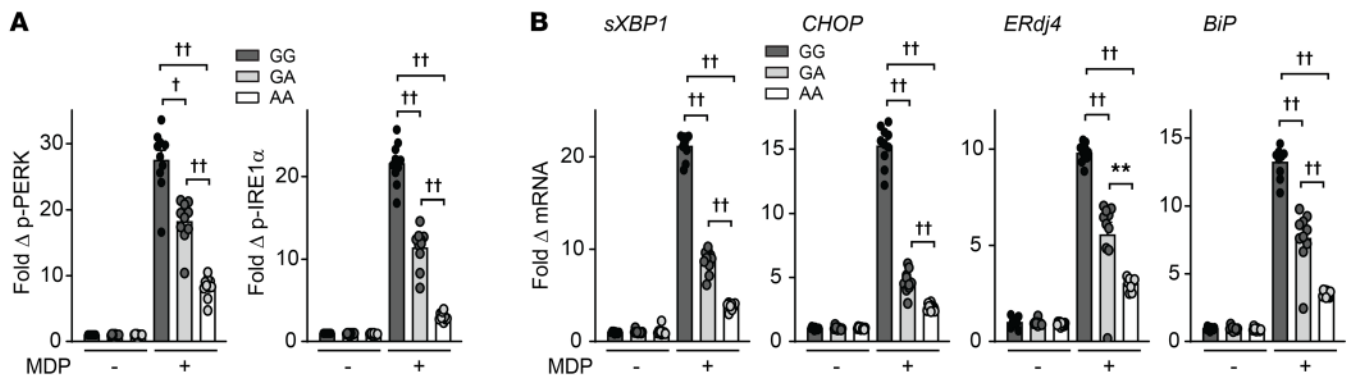 A
B
sXBP1
CHOP
ERdj4
BiP
GG
GA
AA
GG
GA
AA
††
†
††
††
††
††
††
††
††
††
††
††
††
††
**
††
††
††
Fold Δ p-PERK
30
20
10
0
Fold Δ p-IRE1α
20
10
0
Fold Δ mRNA
20
10
0
15
10
5
0
10
5
0
15
10
5
0
MDP - + - +
MDP - + - + - + - +